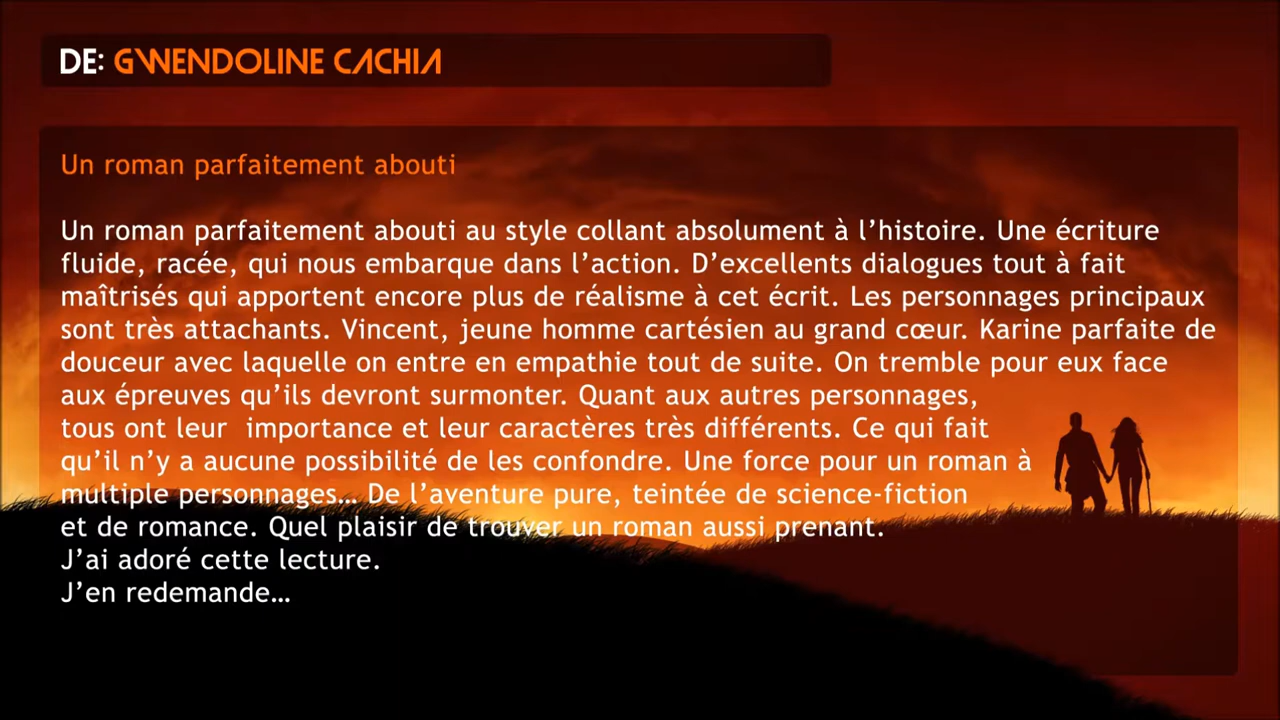 DE: GWENDOLINE CACHIA
Un roman parfaitement abouti
Un roman parfaitement abouti au style collant absolument à l’histoire. Une écriture
fluide, racée, qui nous embarque dans l’action. D’excellents dialogues tout à fait
maîtrisés qui apportent encore plus de réalisme à cet écrit. Les personnages principaux
sont très attachants. Vincent, jeune homme cartésien au grand cœur. Karine parfaite de
douceur avec laquelle on entre en empathie tout de suite. On tremble pour eux face
aux épreuves qu’ils devront surmonter. Quant aux autres personnages,
tous ont leur  importance et leur caractères très différents. Ce qui fait
qu’il n’y a aucune possibilité de les confondre. Une force pour un roman à
multiple personnages… De l’aventure pure, teintée de science-fiction
et de romance. Quel plaisir de trouver un roman aussi prenant.
J’ai adoré cette lecture.
J’en redemande…